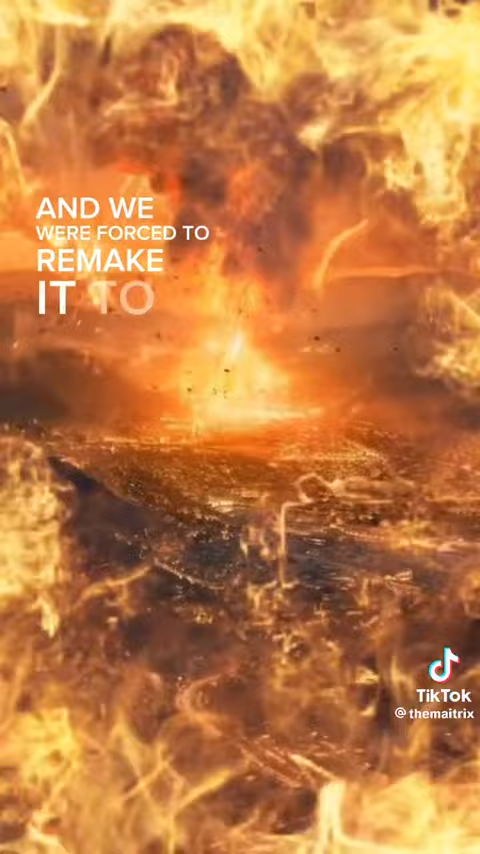 AND WE
WERE FORCED TO
REMAKE
IT TO
TikTok
@themaitrix